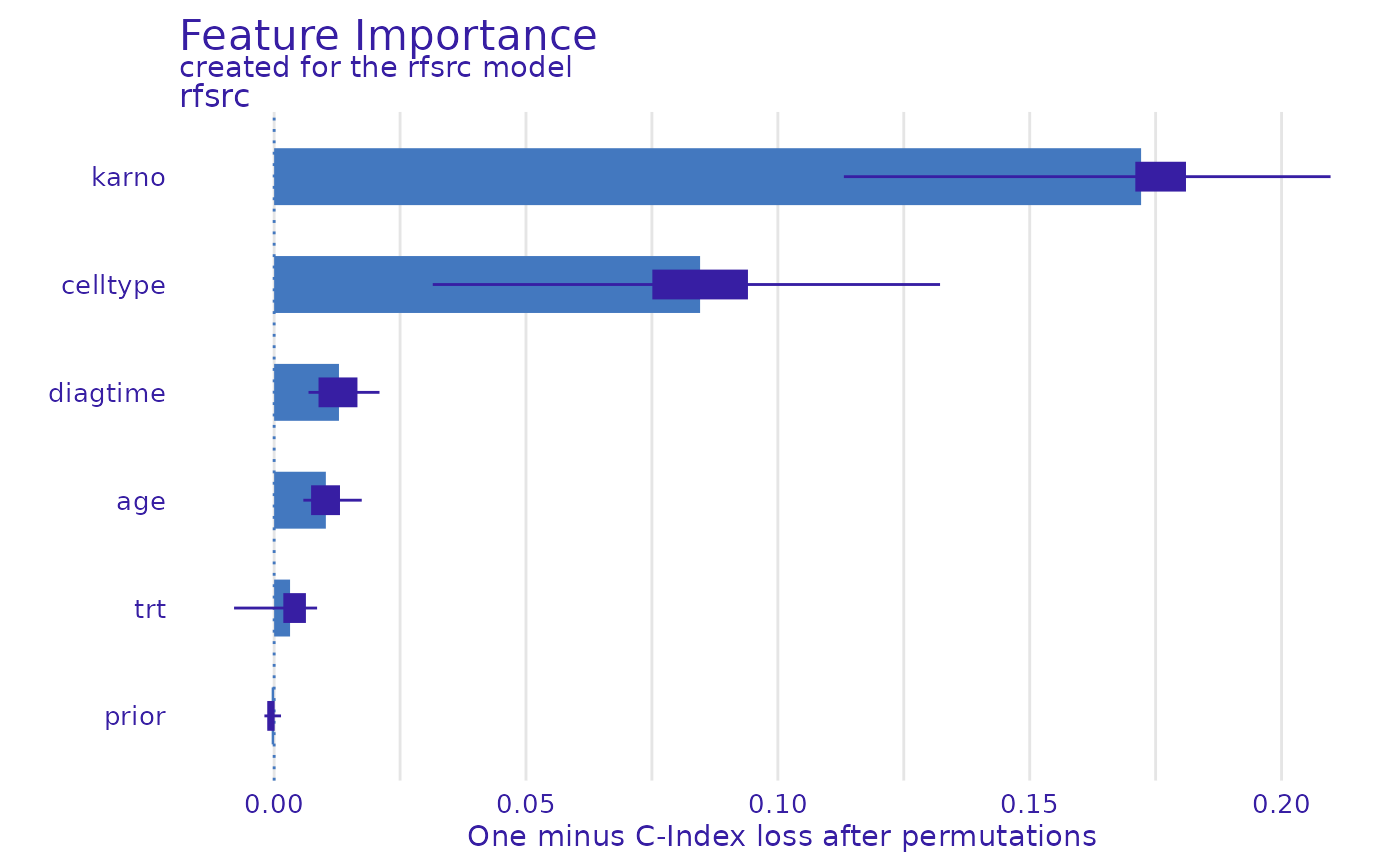 Feature Importance
created for the rfsrc model
rfsrc
karno
celltype
diagtime
age
trt
prior
0.00 0.05 0.10 0.15 0.20
One minus C-Index loss after permutations